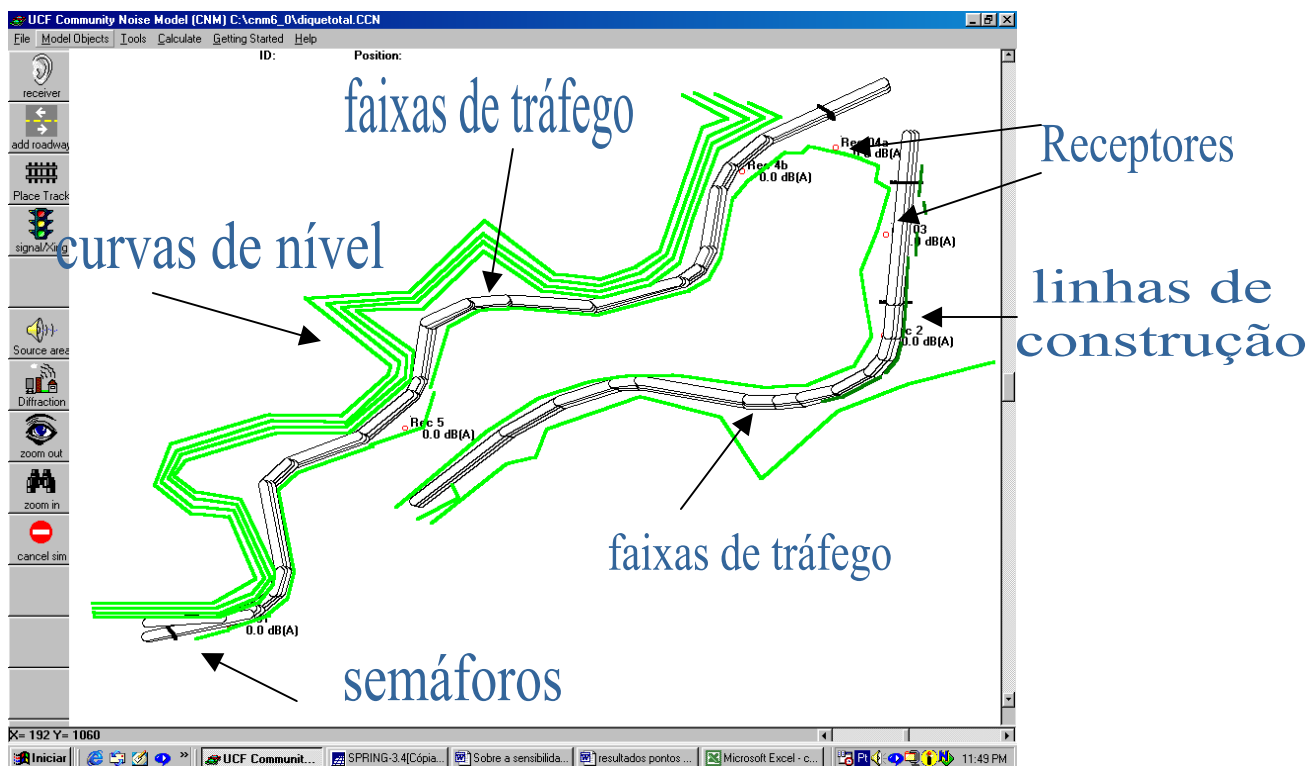 UCF Community Noise Model (CNM) C:\cnm6_0\diquetotal.CCN
File Model Objects Tools Calculate Getting Started Help
ID: Position:
receiver
add roadway
Place Track
signal/Xing
Source area
Diffraction
zoom out
zoom in
cancel sim
faixas de tráfego
Receptores
curvas de nível
linhas de
construção
faixas de tráfego
semáforos
Rec 4b
0.0 dB(A)
dB(A
03
dB(A)
2
0.0 dB(A)
Rec 5
0.0 dB(A)
0.0 dB(A)
X= 192 Y= 1060
Iniciar » UCF Communit... SPRING-3.4[Cópia... Sobre a sensibilida... resultados pontos ... Microsoft Excel - c... Pt 11:49 PM